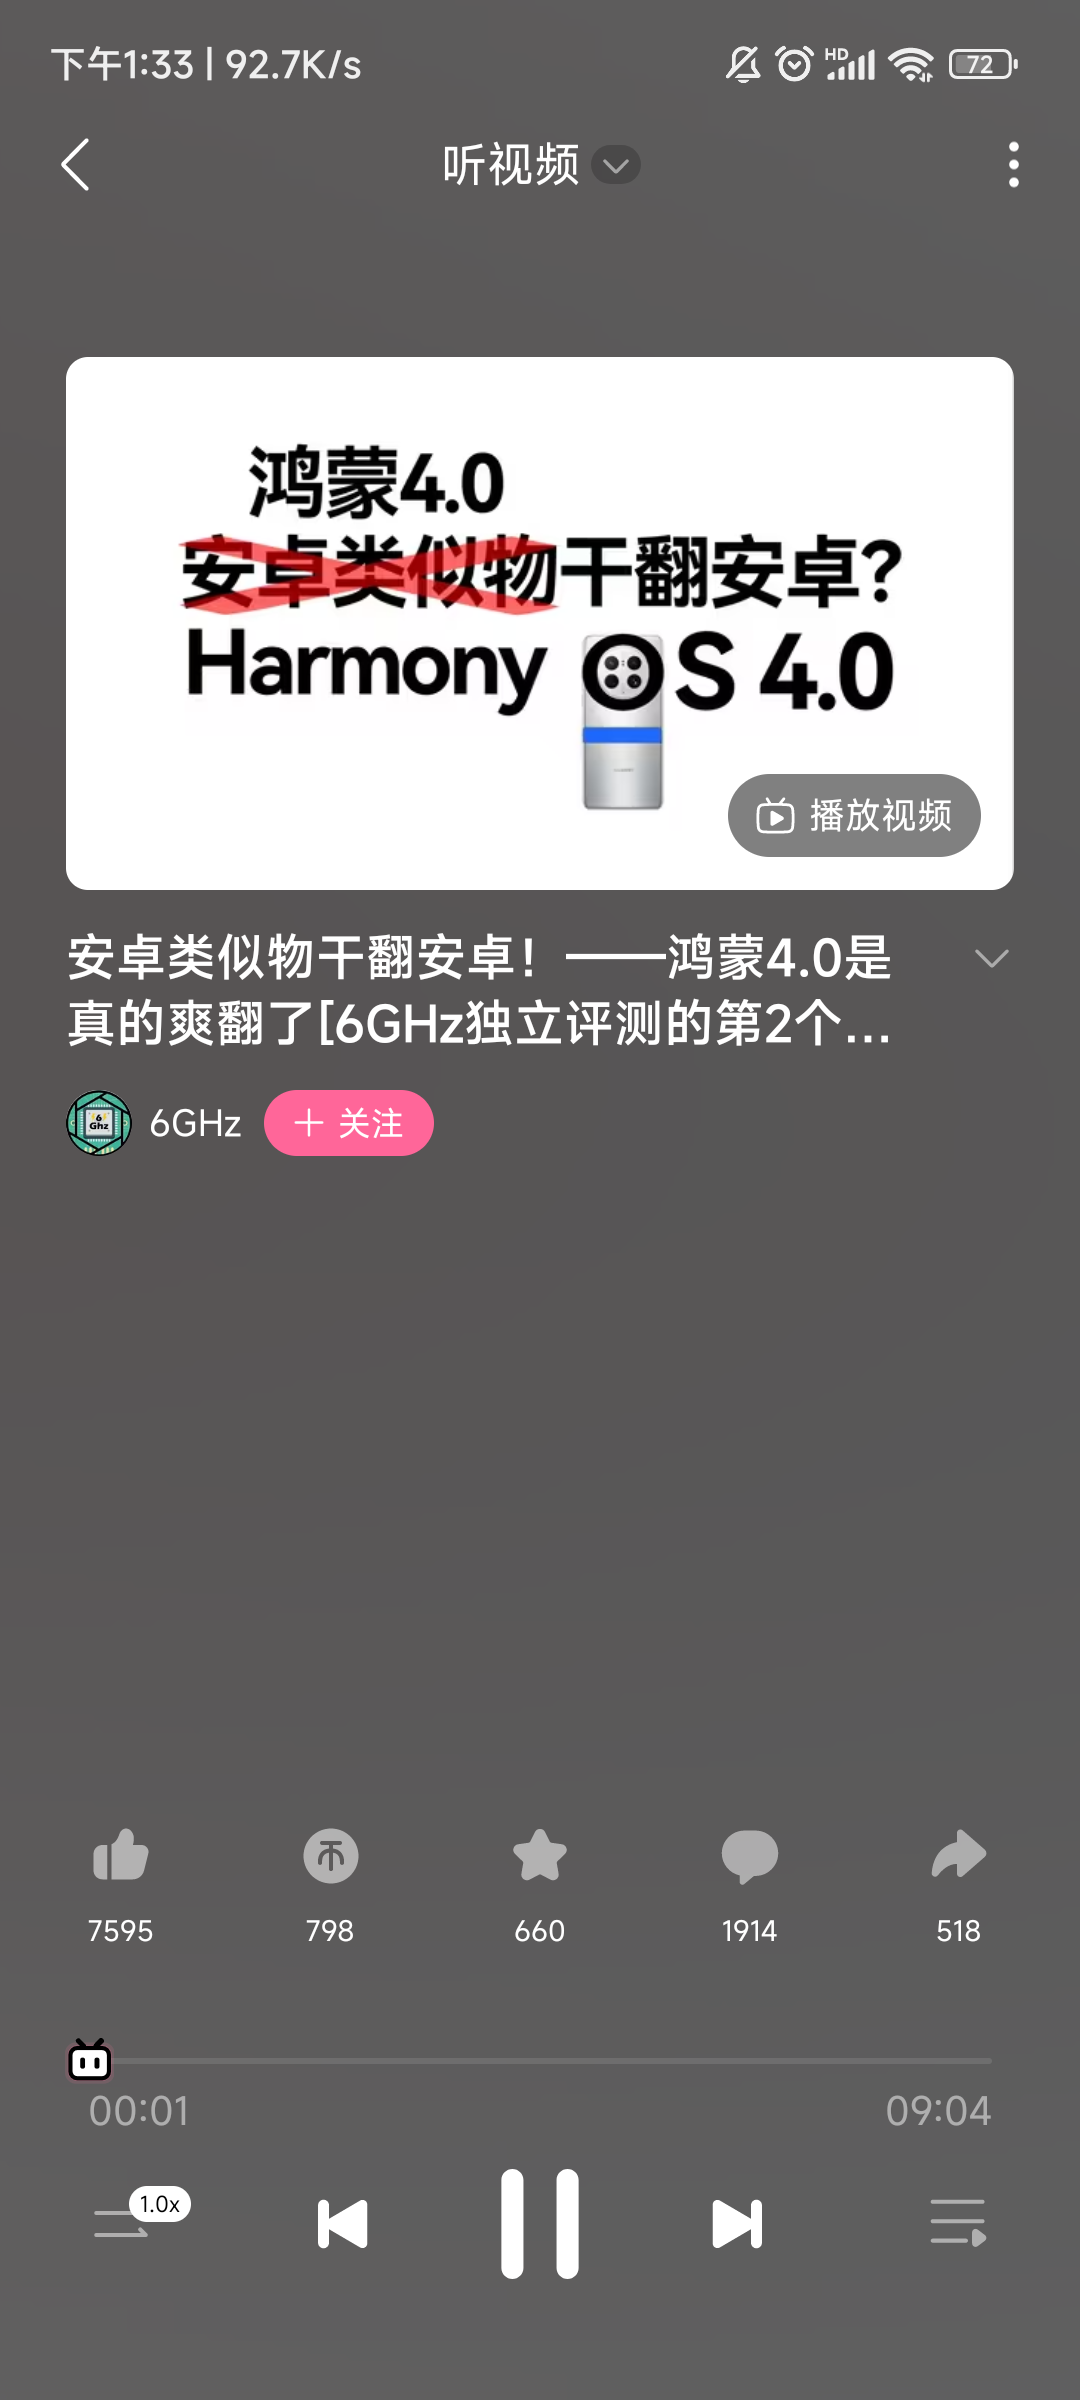 下午1:33 | 92.7K/s
HD
72
听视频
鸿蒙4.0
安卓类似物干翻安卓?
Harmony OS 4.0
播放视频
安卓类似物干翻安卓！——鸿蒙4.0是
真的爽翻了[6GHz独立评测的第2个...
6
Ghz
6GHz
关注
7595
798
660
1914
518
00:01
09:04
1.0x